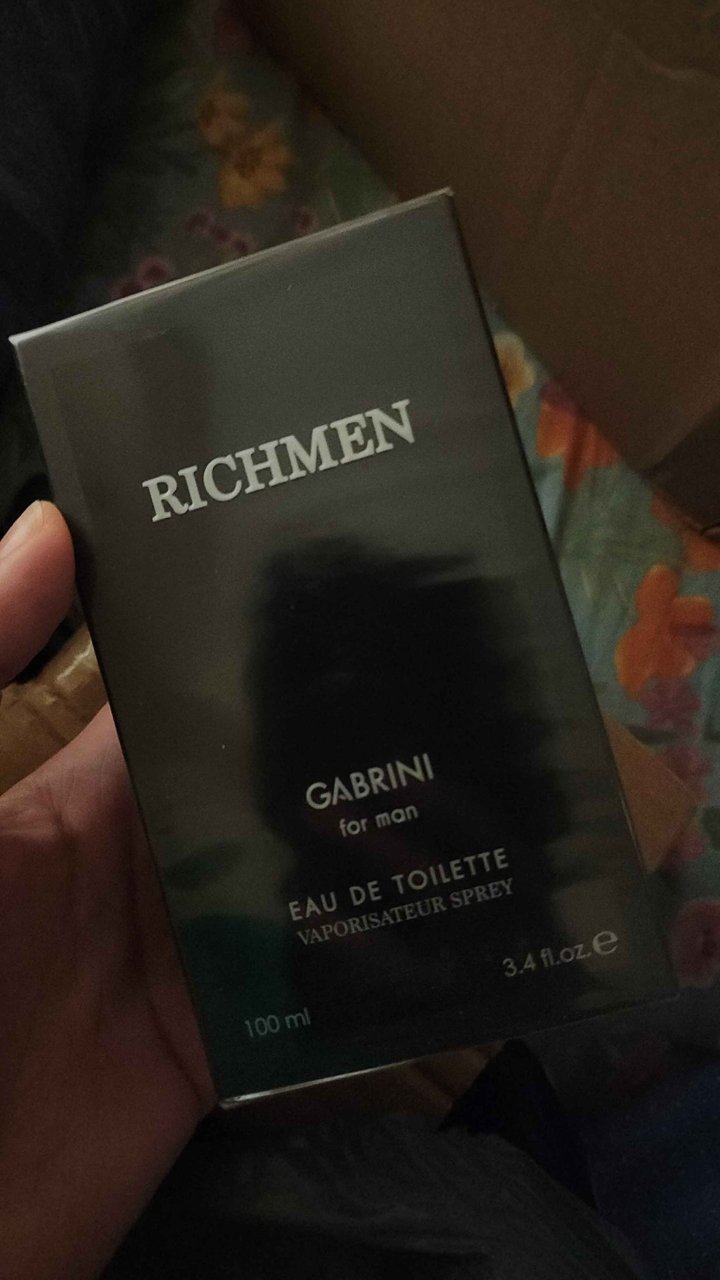 RICHMEN
GABRINI
for man
EAU DE TOILETTE
VAPORISATEUR SPREY
3.4 fl.oz.e
100 ml